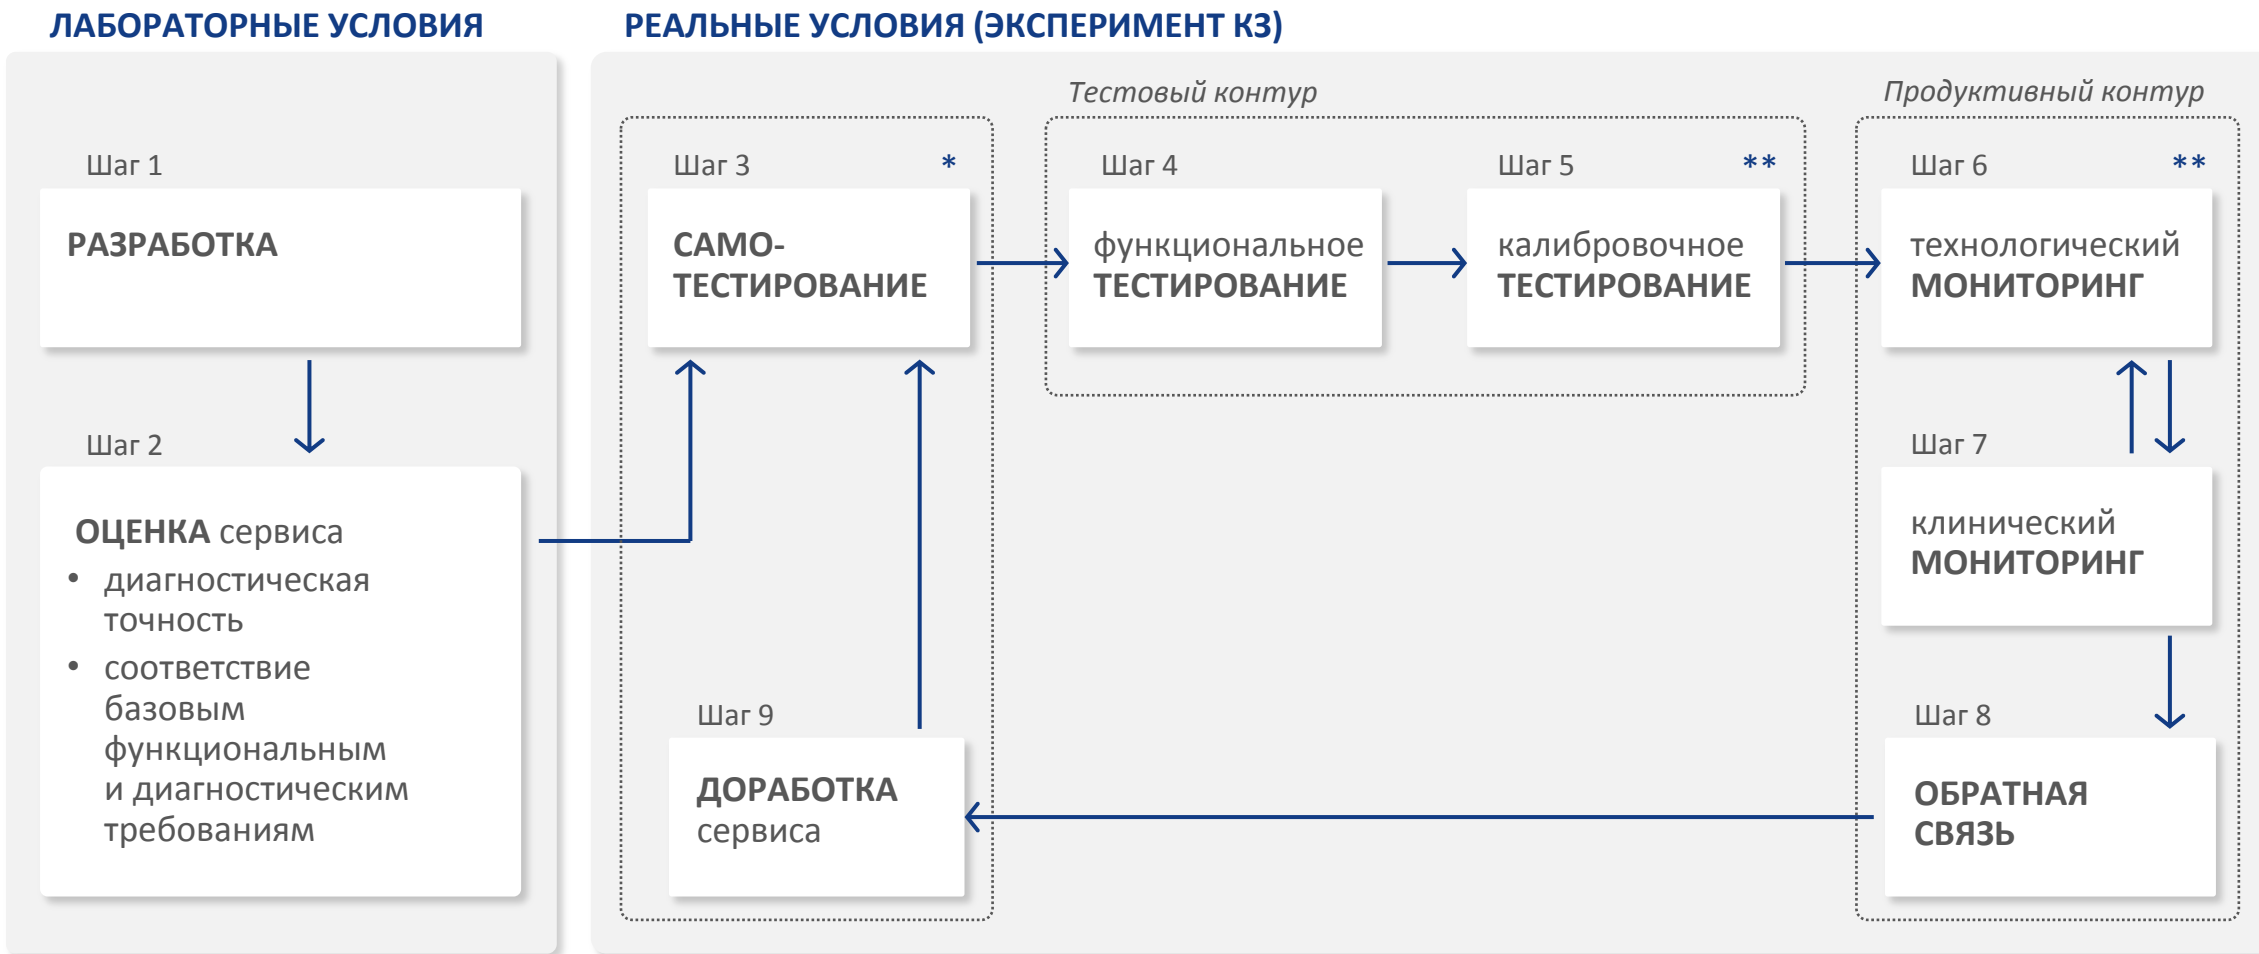 ЛАБОРАТОРНЫЕ УСЛОВИЯ
Шаг 1
РАЗРАБОТКА
Шаг 2
ОЦЕНКА сервиса
• диагностическая
точность
• соответствие
базовым
функциональным
и диагностическим
требованиям
РЕАЛЬНЫЕ УСЛОВИЯ (ЭКСПЕРИМЕНТ КЗ)
Шаг 3 *
САМО-
ТЕСТИРОВАНИЕ
Тестовый контур
Шаг 4
функциональное
ТЕСТИРОВАНИЕ
Шаг 5 **
калибровочное
ТЕСТИРОВАНИЕ
Продуктивный контур
Шаг 6 **
технологический
МОНИТОРИНГ
Шаг 7
клинический
МОНИТОРИНГ
Шаг 8
ОБРАТНАЯ
СВЯЗЬ
Шаг 9
ДОРАБОТКА
сервиса